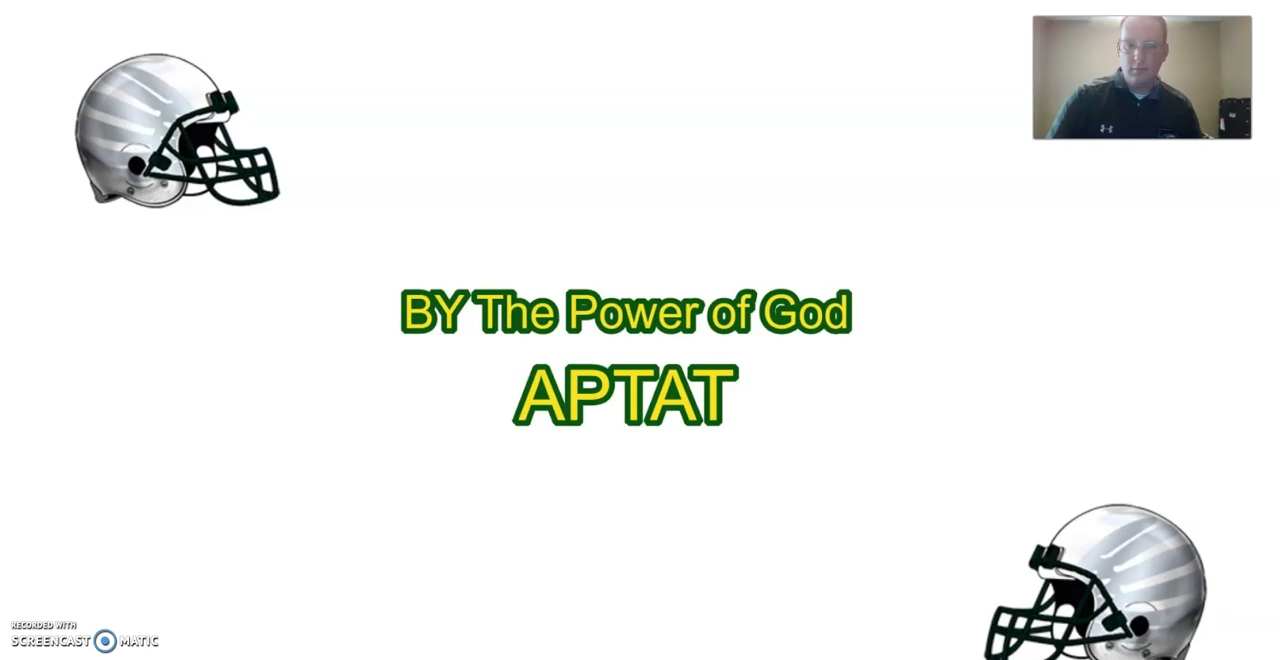 BY The Power of God
APTAT
RECORDED WITH
SCREENCAST MATIC